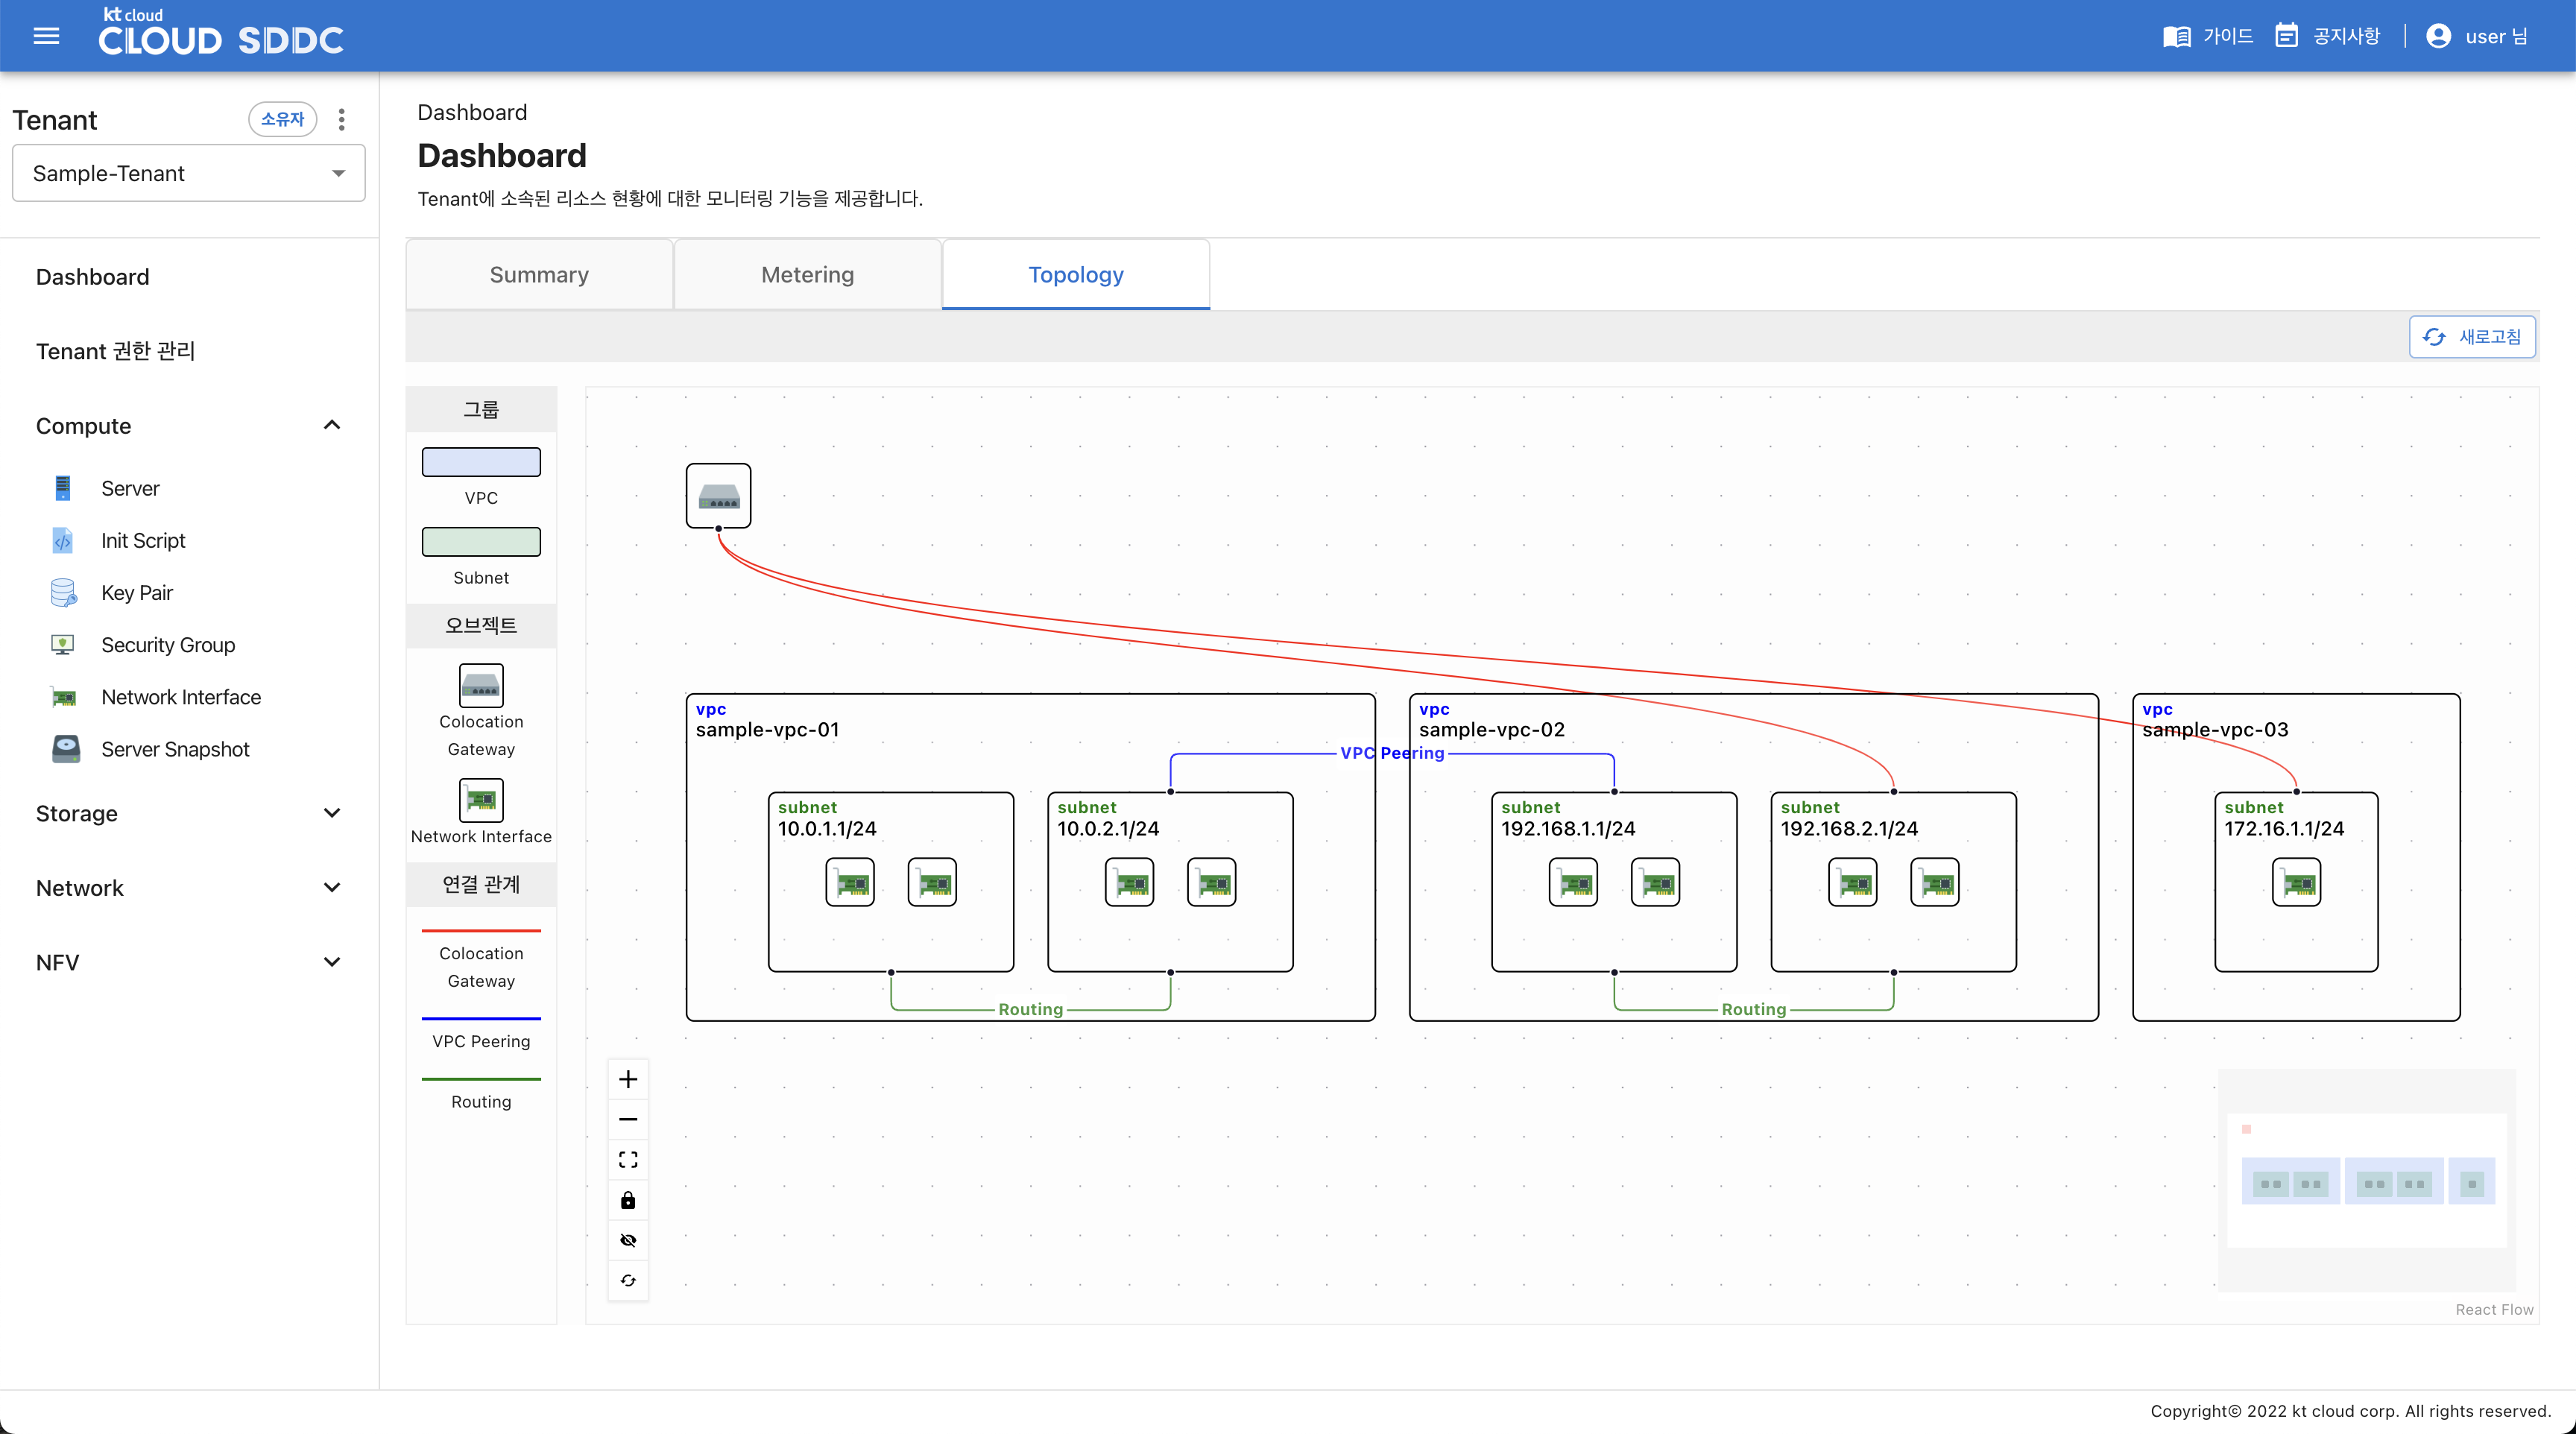 kt cloud
CLOUD SDDC
가이드
공지사항
user 님
Tenant
소유자
Sample-Tenant
Dashboard
Tenant 권한 관리
Compute
Server
Init Script
Key Pair
Security Group
Network Interface
Server Snapshot
Storage
Network
NFV
Dashboard
Dashboard
Tenant에 소속된 리소스 현황에 대한 모니터링 기능을 제공합니다.
Summary
Metering
Topology
새로고침
그룹
VPC
Subnet
오브젝트
Colocation
Gateway
Network Interface
연결 관계
Colocation
Gateway
VPC Peering
Routing
vpc
sample-vpc-01
subnet
10.0.1.1/24
subnet
10.0.2.1/24
Routing
VPC Peering
vpc
sample-vpc-02
subnet
192.168.1.1/24
subnet
192.168.2.1/24
Routing
vpc
sample-vpc-03
subnet
172.16.1.1/24
React Flow
Copyright© 2022 kt cloud corp. All rights reserved.